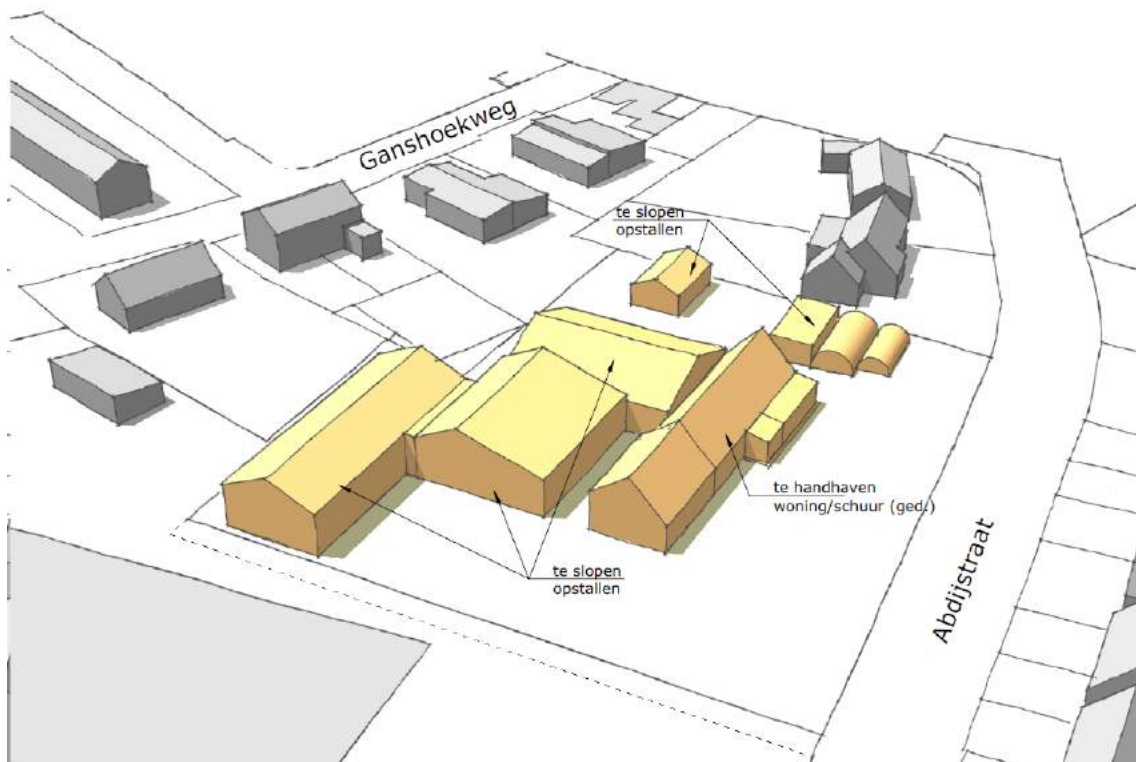 Ganshoekweg
te slopen
opstallen
te handhaven
woning/schuur (ged.)
te slopen
opstallen
Abdijstraat